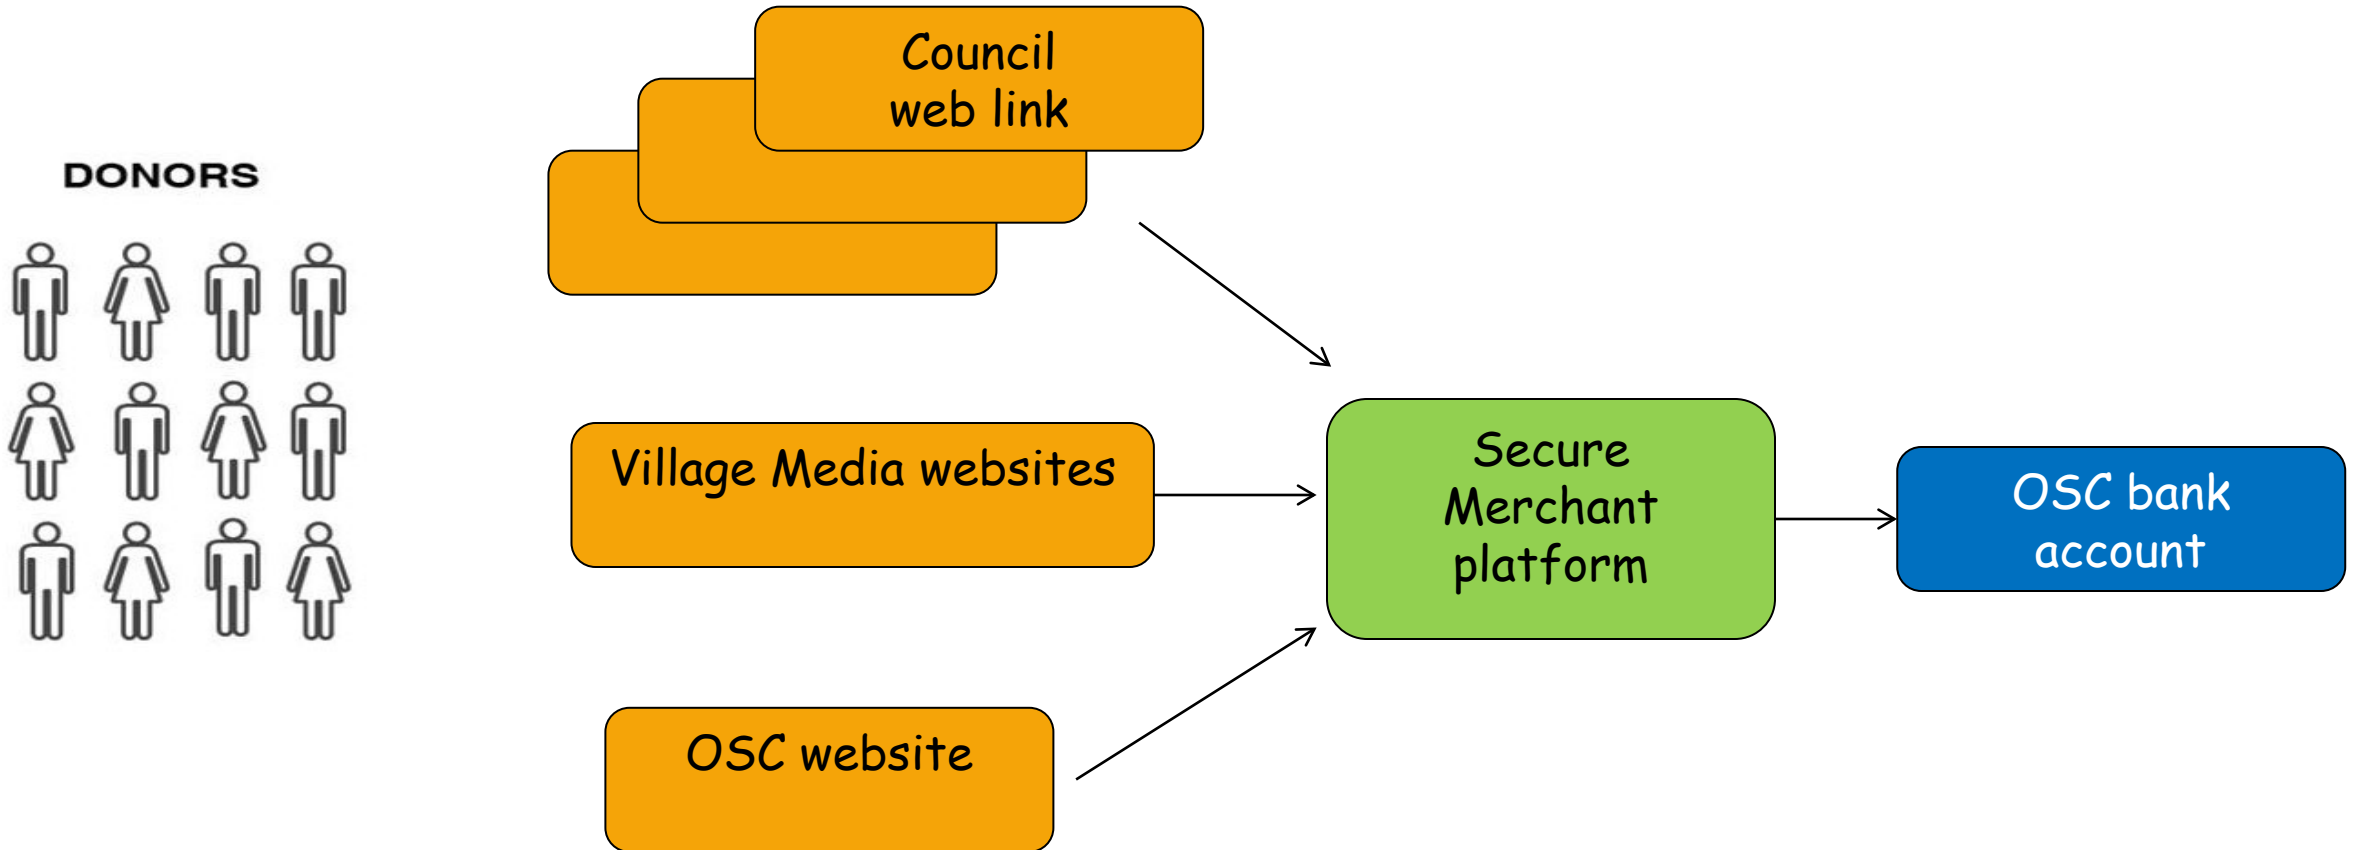 DONORS
Council
web link
Village Media websites
OSC website
Secure
Merchant
platform
OSC bank
account